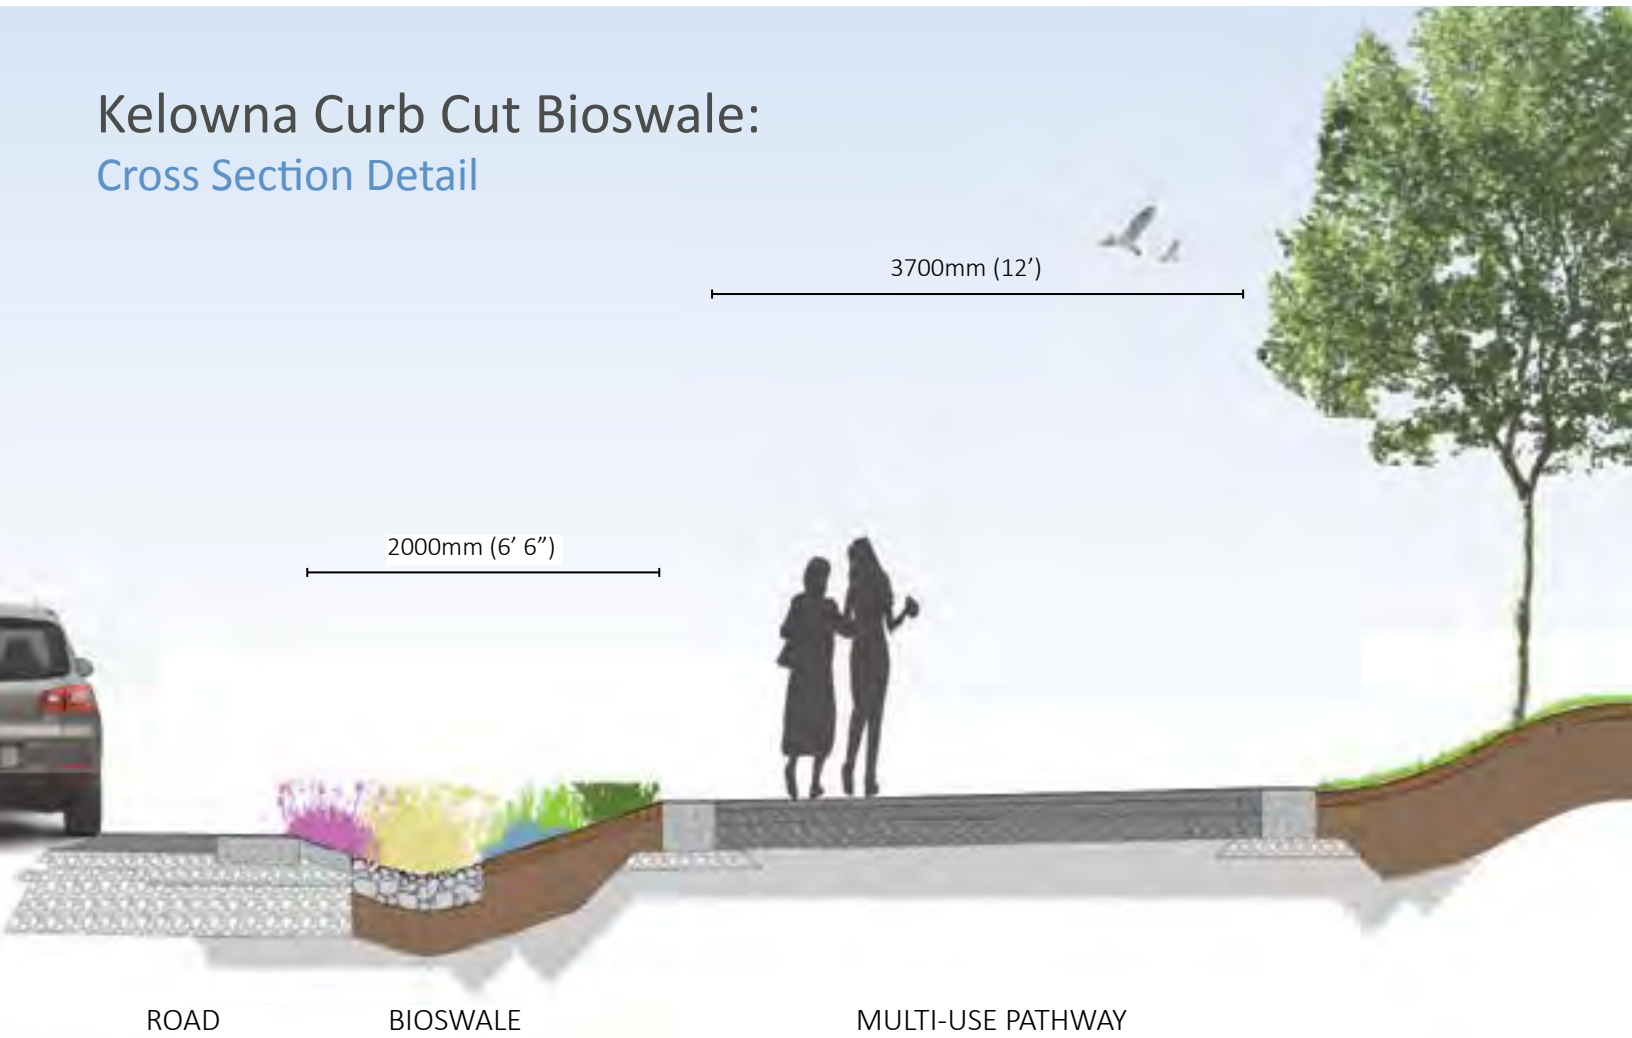 Kelowna Curb Cut Bioswale:
Cross Section Detail
3700mm (12’)
2000mm (6’ 6”)
ROAD
BIOSWALE
MULTI-USE PATHWAY